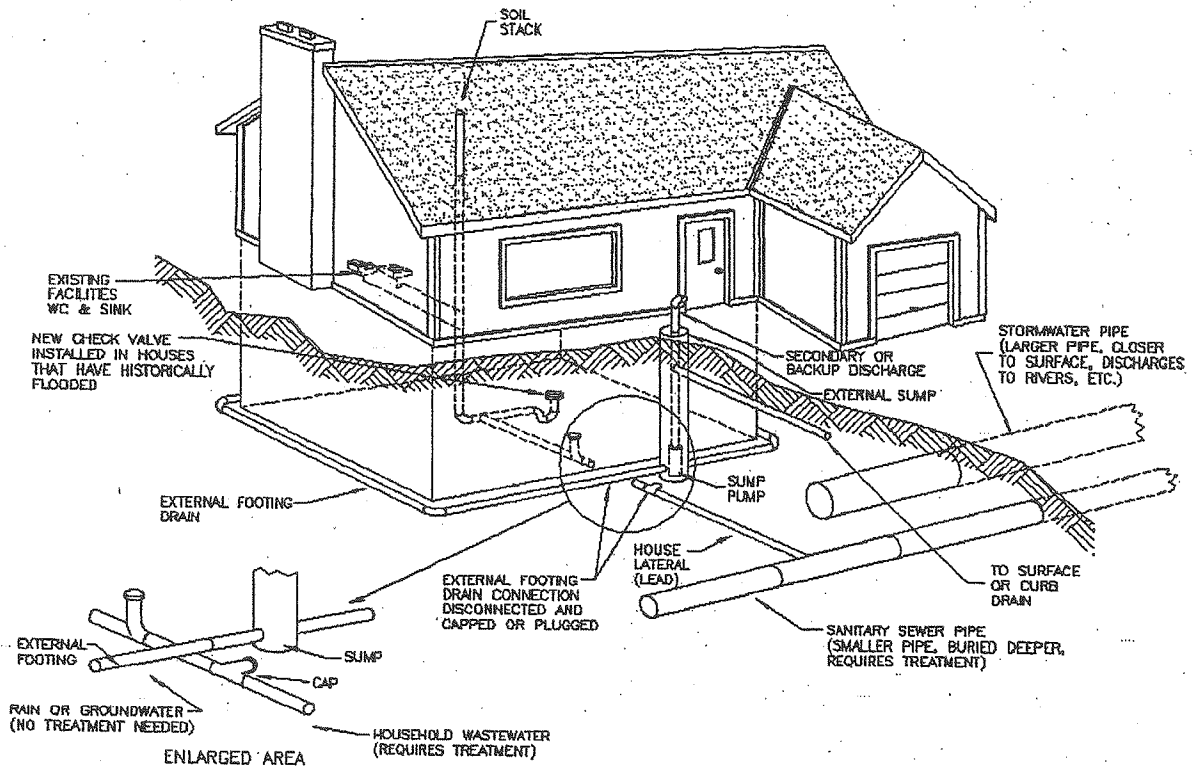 SOIL
STACK
EXISTING
FACILITIES
WC & SINK
NEW CHECK VALVE
INSTALLED IN HOUSES
THAT HAVE HISTORICALLY
FLOODED
STORMWATER PIPE
(LARGER PIPE, CLOSER
TO SURFACE, DISCHARGES
TO RIVERS, ETC.)
SECONDARY OR
BACKUP DISCHARGE
EXTERNAL SUMP
SUMP
PUMP
EXTERNAL FOOTING
DRAIN
HOUSE
LATERAL
(LEAD)
EXTERNAL FOOTING
DRAIN CONNECTION
DISCONNECTED AND
CAPPED OR PLUGGED
TO SURFACE
OR CURB
DRAIN
SANITARY SEWER PIPE
(SMALLER PIPE, BURIED DEEPER,
REQUIRES TREATMENT)
EXTERNAL
FOOTING
SUMP
CAP
RAIN OR GROUNDWATER
(NO TREATMENT NEEDED)
HOUSEHOLD WASTEWATER
(REQUIRES TREATMENT)
ENLARGED AREA